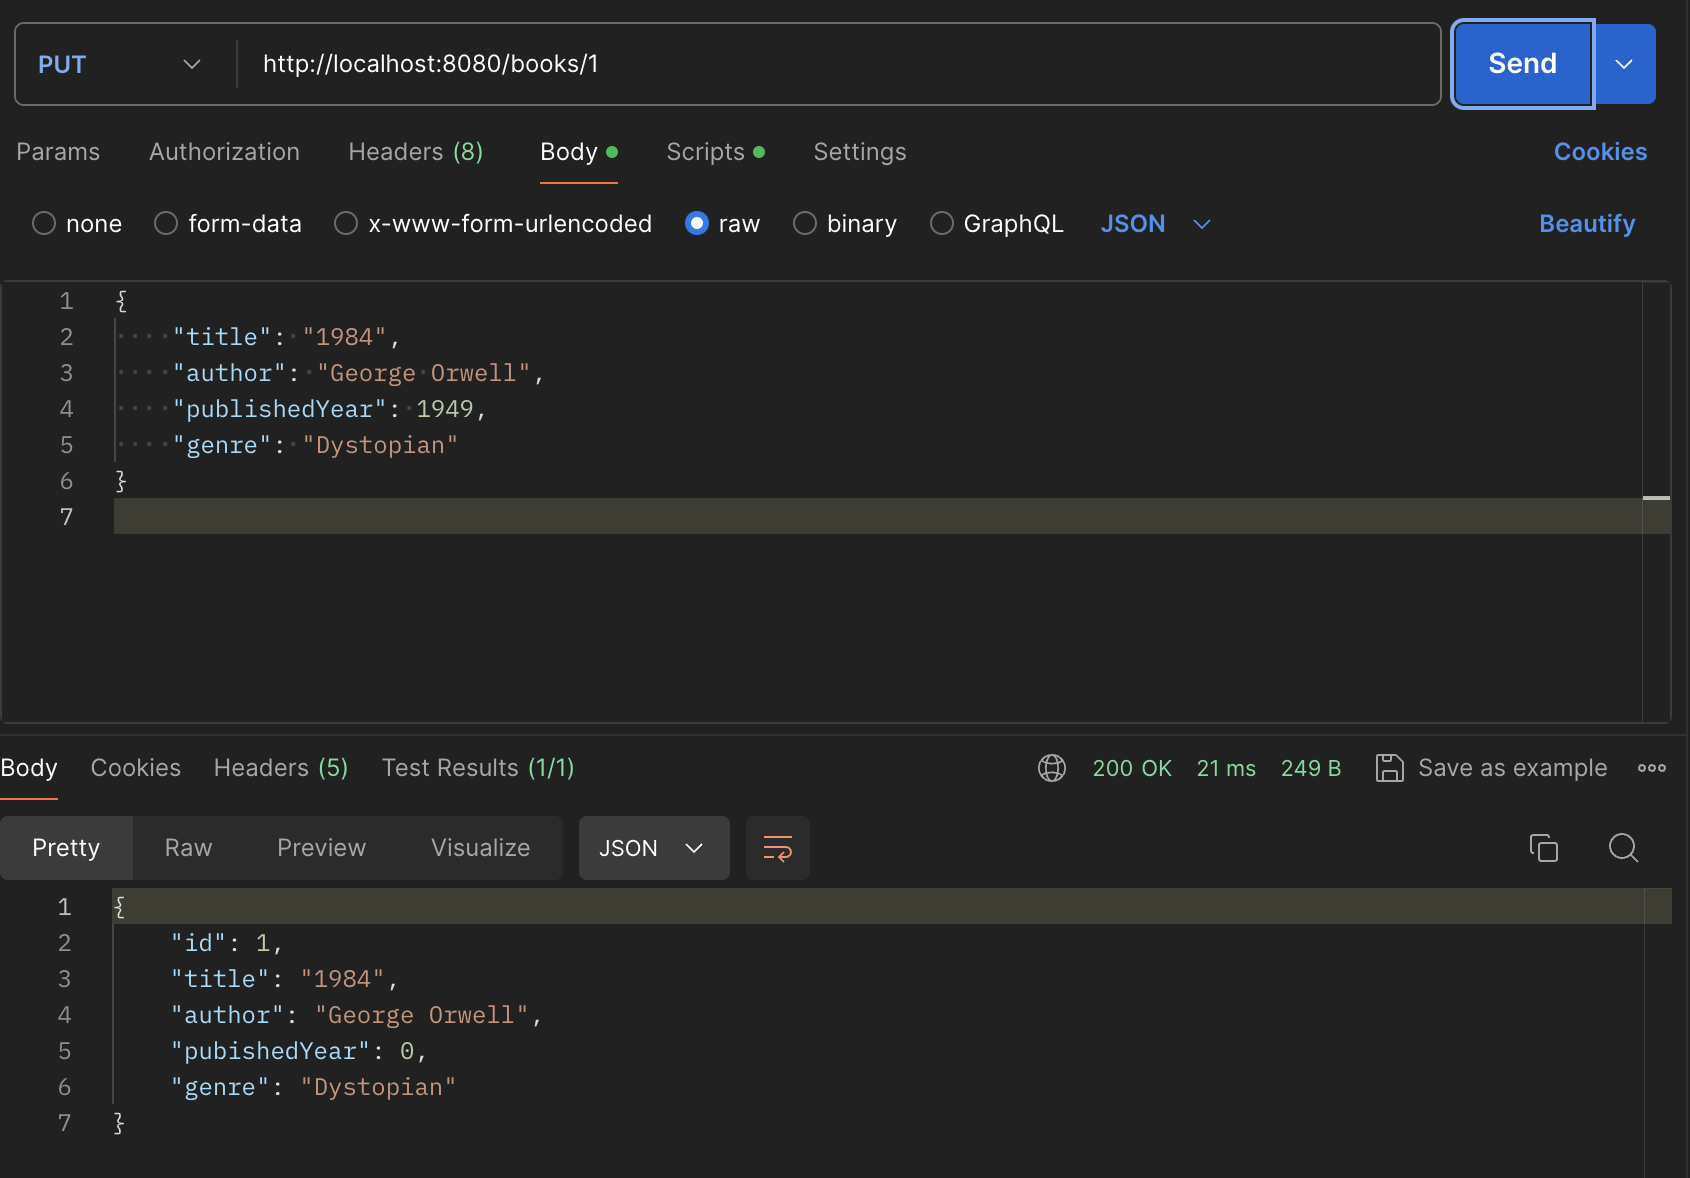 PUT http://localhost:8080/books/1 Send
Params Authorization Headers (8) Body Scripts Settings Cookies
none form-data x-www-form-urlencoded raw binary GraphQL JSON Beautify
1 {
2 "title": "1984",
3 "author": "George Orwell",
4 "publishedYear": 1949,
5 "genre": "Dystopian"
6 }
7
Body Cookies Headers (5) Test Results (1/1) 200 OK 21 ms 249 B Save as example
Pretty Raw Preview Visualize JSON
1 {
2 "id": 1,
3 "title": "1984",
4 "author": "George Orwell",
5 "pubishedYear": 0,
6 "genre": "Dystopian"
7 }